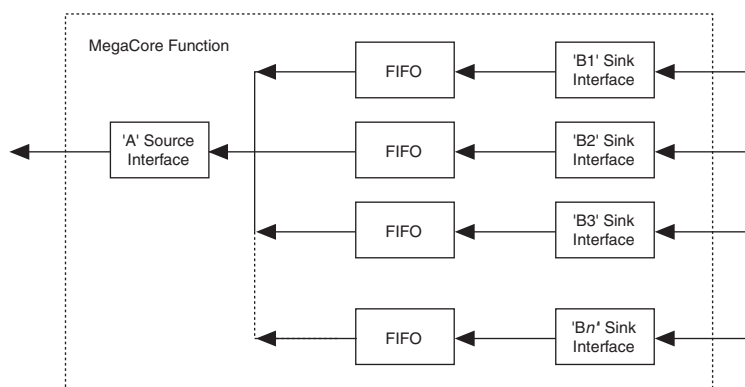 MegaCore Function
FIFO
'B1' Sink
Interface
'A' Source
Interface
FIFO
'B2' Sink
Interface
FIFO
'B3' Sink
Interface
FIFO
'Bn' Sink
Interface